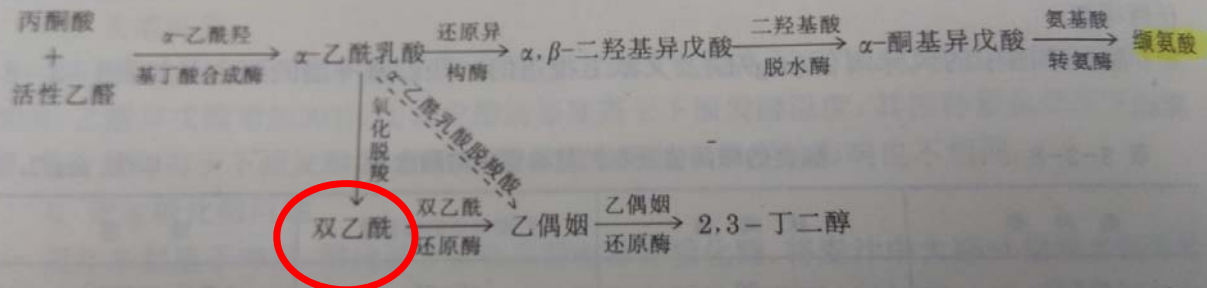 丙酮酸
+
活性乙醛
α-乙酰羟
基丁酸合成酶
α-乙酰乳酸
还原异
构酶
α,β-二羟基异戊酸
二羟基酸
脱水酶
α-酮基异戊酸
氨基酸
转氨酶
缬氨酸
氧化脱羧
α-乙酰乳酸脱羧酸
双乙酰
双乙酰
还原酶
乙偶姻
乙偶姻
还原酶
2,3-丁二醇